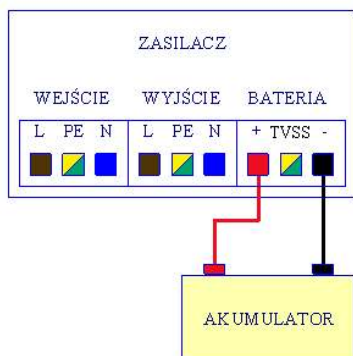 ZASILACZ
WEJŚCIE WYJŚCIE BATERIA
L PE N L PE N + TVSS -
AKUMULATOR